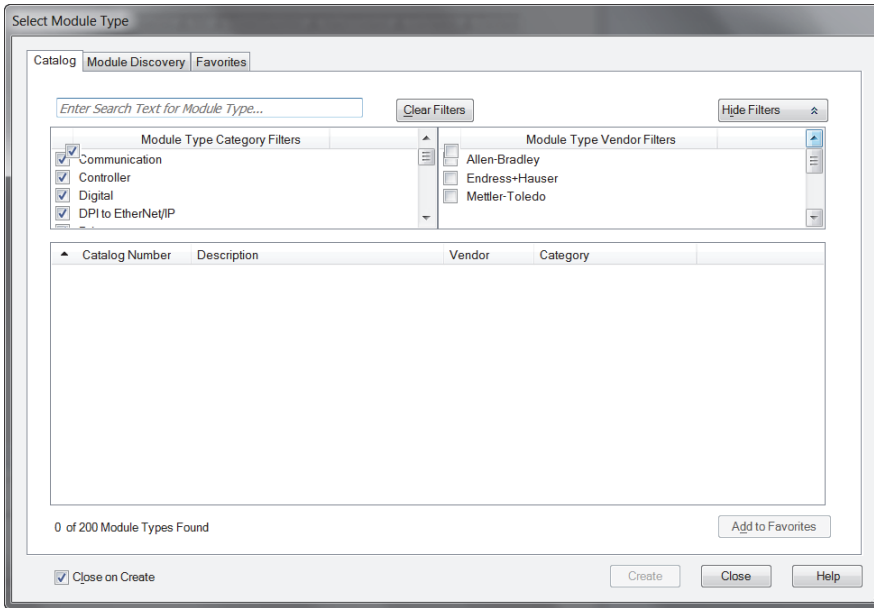 Select Module Type
Catalog Module Discovery Favorites
Enter Search Text for Module Type... Clear Filters Hide Filters
Module Type Category Filters Module Type Vendor Filters
Communication Allen-Bradley
Controller Endress+Hauser
Digital Mettler-Toledo
DPI to EtherNet/IP
Catalog Number Description Vendor Category
0 of 200 Module Types Found Add to Favorites
Close on Create Create Close Help